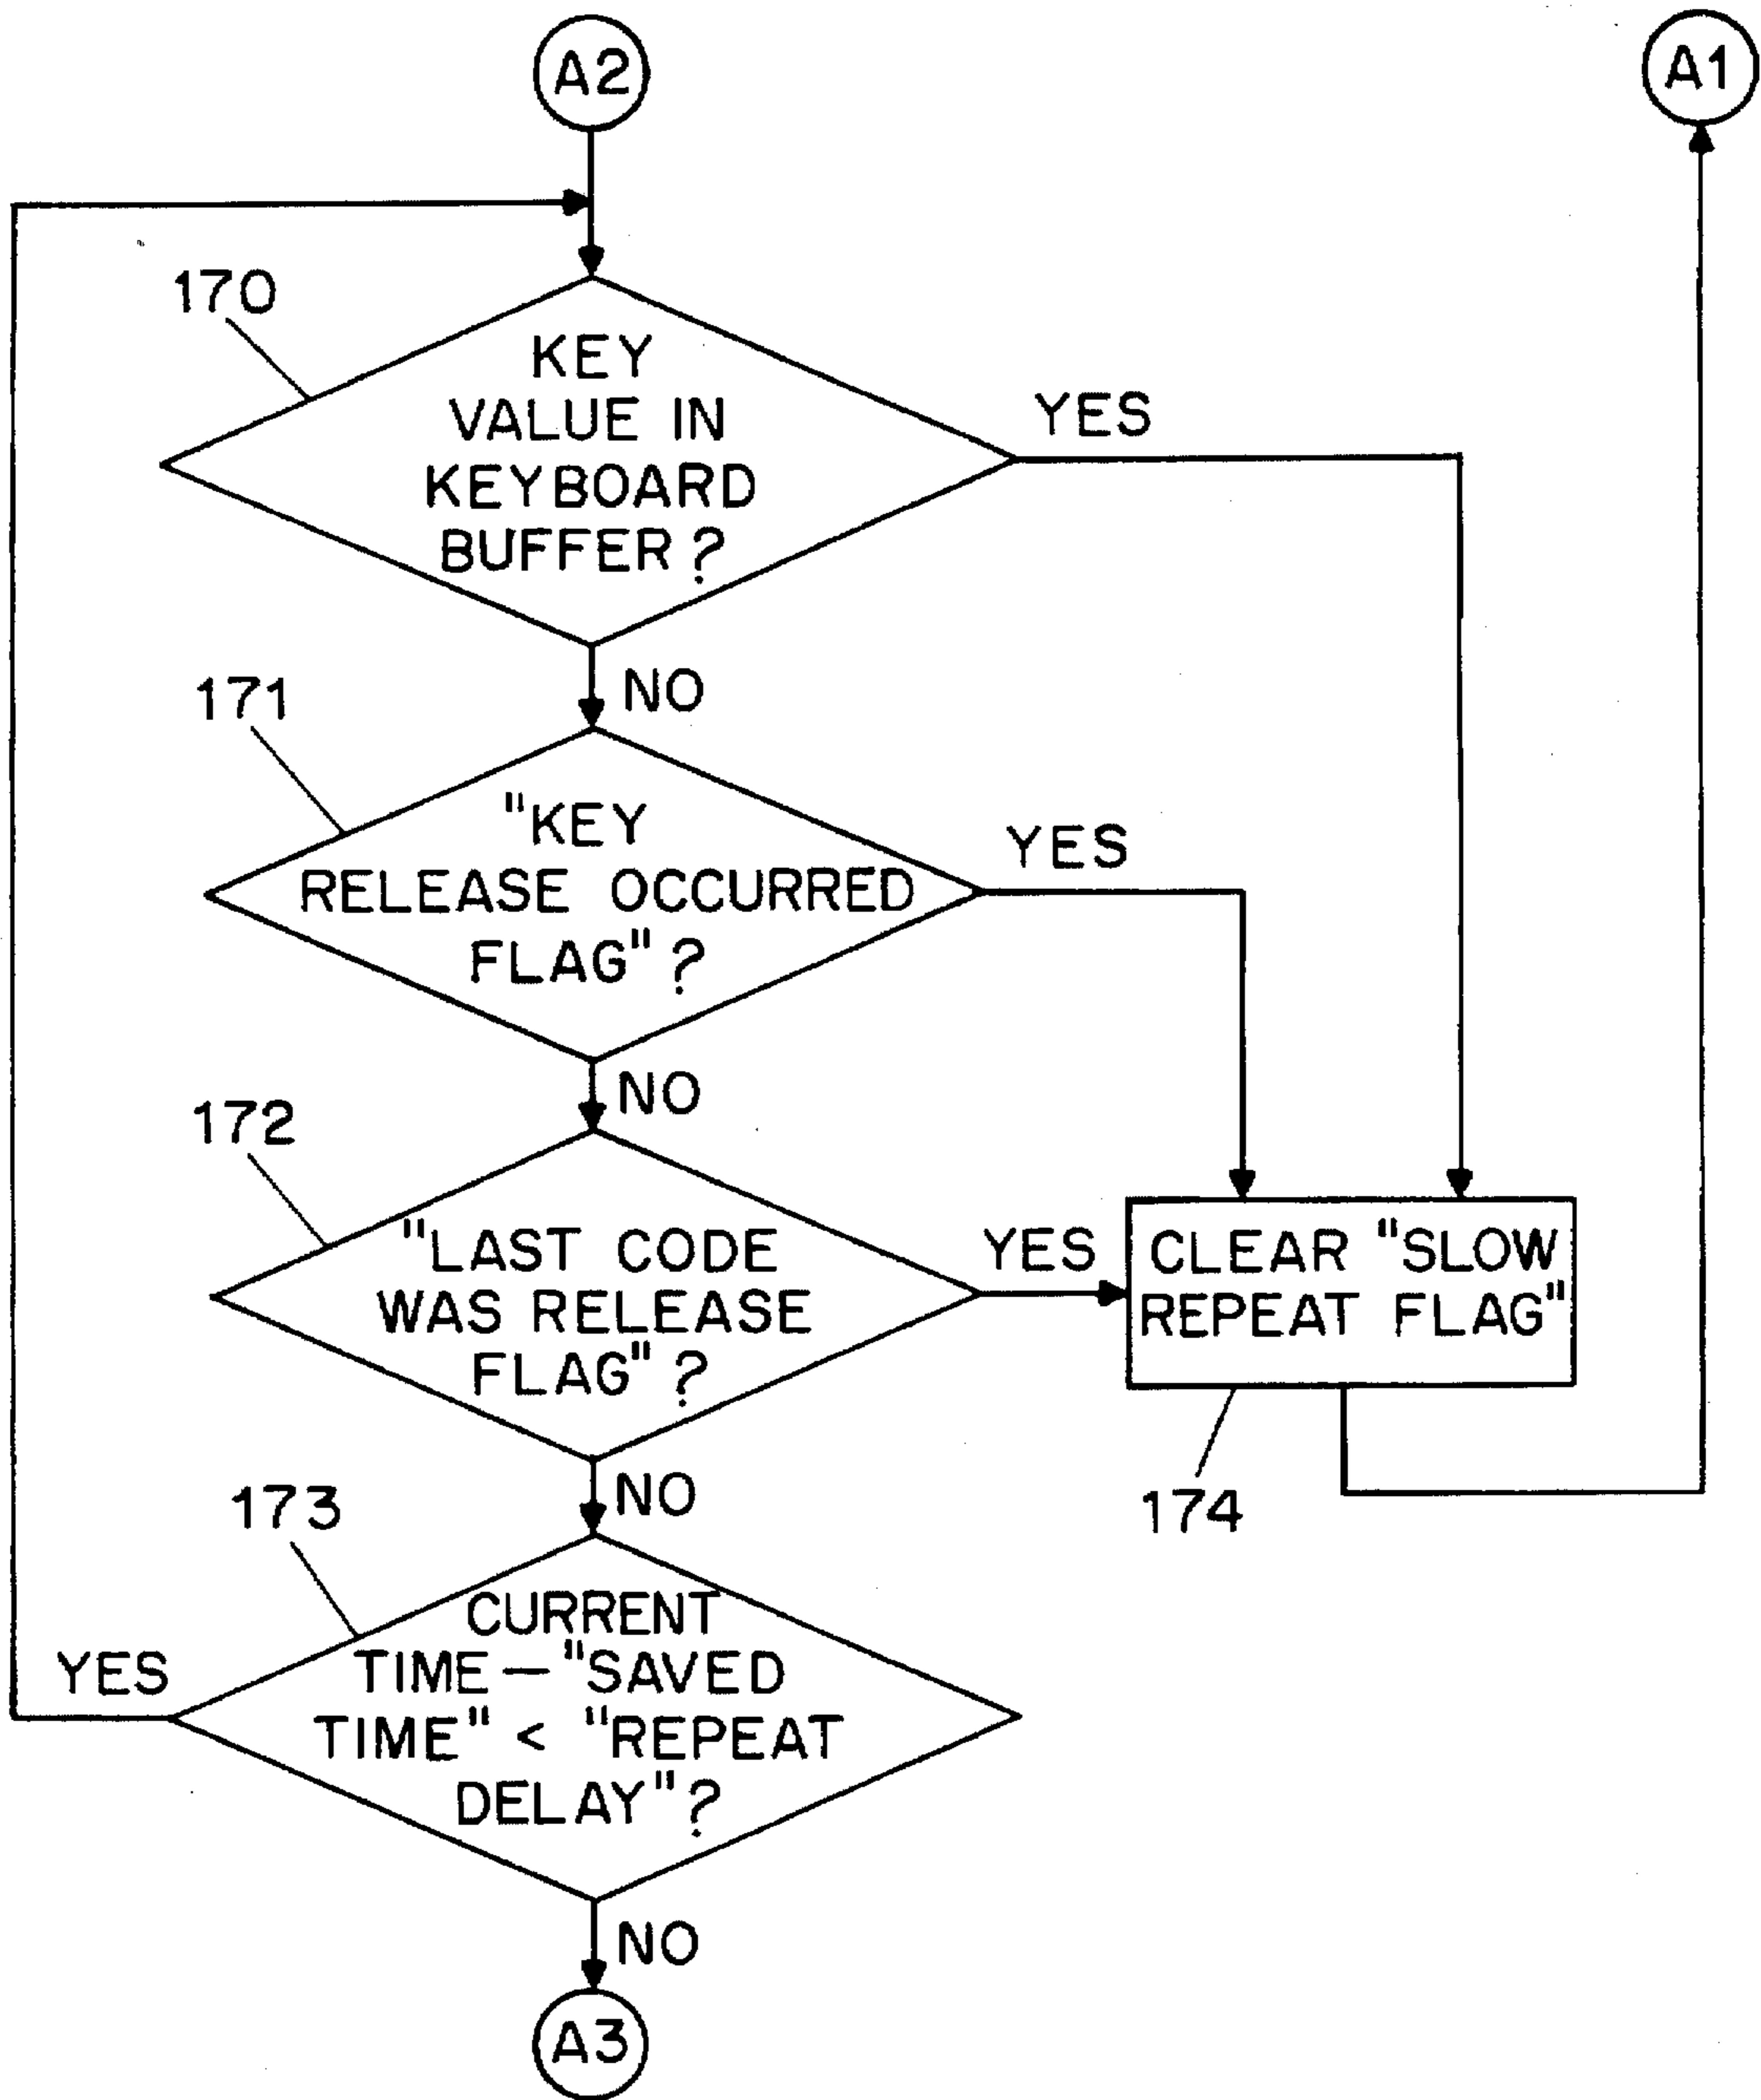 A2
A1
170
KEY
VALUE IN
KEYBOARD
BUFFER ?
YES
NO
171
"KEY
RELEASE OCCURRED
FLAG" ?
YES
NO
172
"LAST CODE
WAS RELEASE
FLAG" ?
YES
CLEAR "SLOW
REPEAT FLAG"
174
NO
173
CURRENT
TIME — "SAVED
TIME" < "REPEAT
DELAY" ?
YES
NO
A3